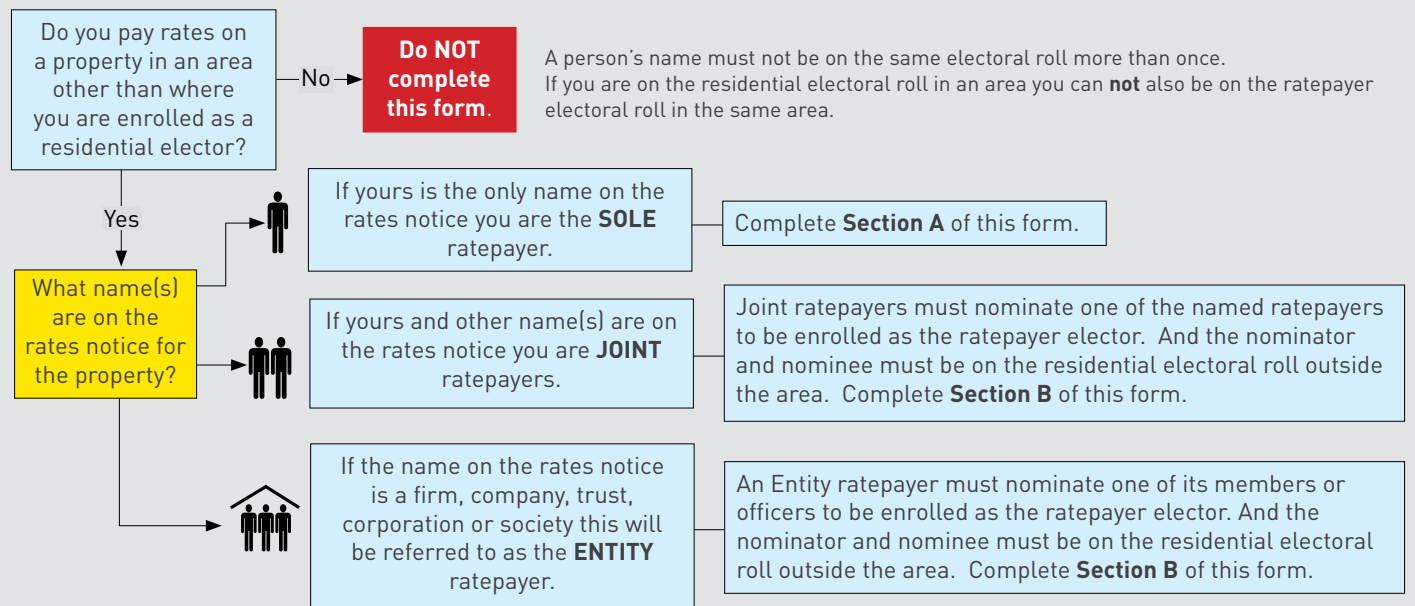 Do you pay rates on
a property in an area
other than where
you are enrolled as a
residential elector?
No
Do NOT
complete
this form.
A person's name must not be on the same electoral roll more than once.
If you are on the residential electoral roll in an area you can not also be on the ratepayer
electoral roll in the same area.
Yes
What name(s)
are on the
rates notice for
the property?
If yours is the only name on the
rates notice you are the SOLE
ratepayer.
Complete Section A of this form.
If yours and other name(s) are on
the rates notice you are JOINT
ratepayers.
Joint ratepayers must nominate one of the named ratepayers
to be enrolled as the ratepayer elector. And the nominator
and nominee must be on the residential electoral roll outside
the area. Complete Section B of this form.
If the name on the rates notice
is a firm, company, trust,
corporation or society this will
be referred to as the ENTITY
ratepayer.
An Entity ratepayer must nominate one of its members or
officers to be enrolled as the ratepayer elector. And the
nominator and nominee must be on the residential electoral
roll outside the area. Complete Section B of this form.